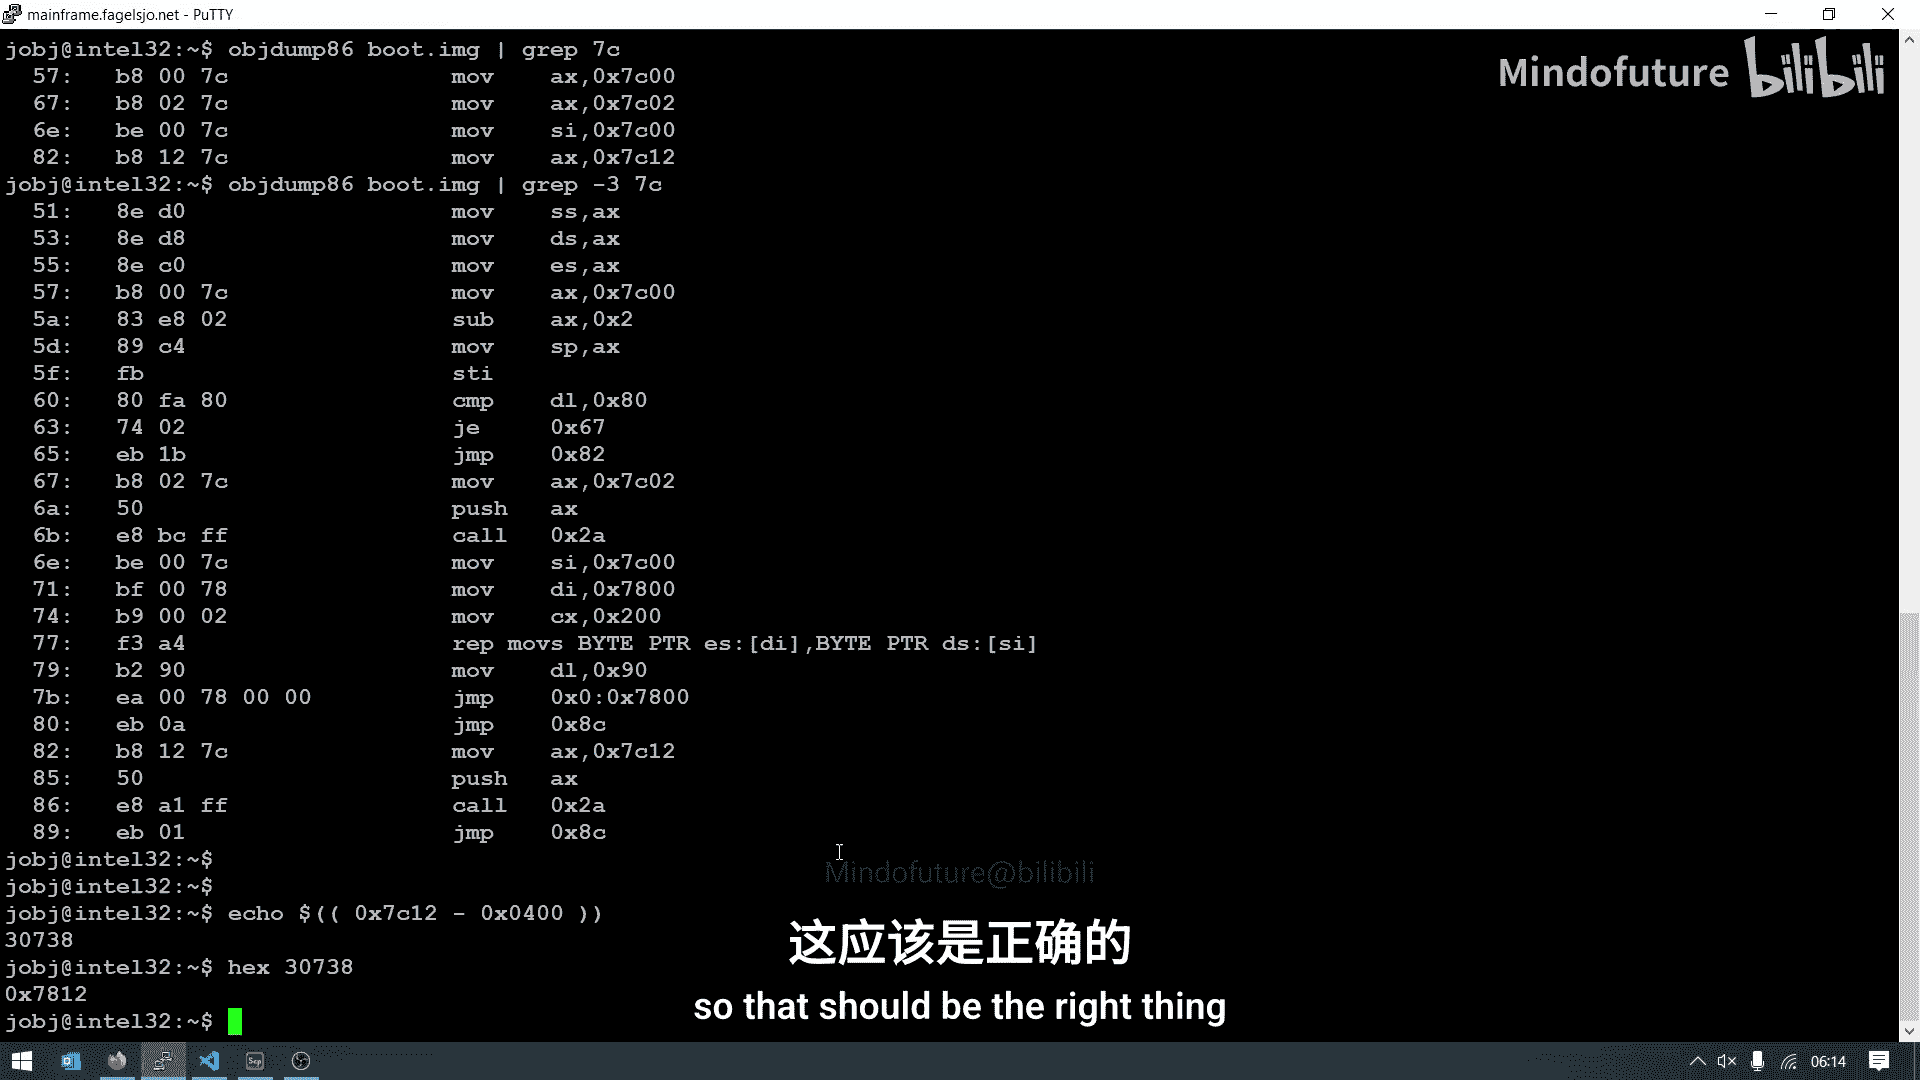 mainframe.fagelsjo.net - PuTTY
jobj@intel32:~$ objdump86 boot.img | grep 7c
57: b8 00 7c mov ax,0x7c00
67: b8 02 7c mov ax,0x7c02
6e: be 00 7c mov si,0x7c00
82: b8 12 7c mov ax,0x7c12
jobj@intel32:~$ objdump86 boot.img | grep -3 7c
51: 8e d0 mov ss,ax
53: 8e d8 mov ds,ax
55: 8e c0 mov es,ax
57: b8 00 7c mov ax,0x7c00
5a: 83 e8 02 sub ax,0x2
5d: 89 c4 mov sp,ax
5f: fb sti
60: 80 fa 80 cmp dl,0x80
63: 74 02 je 0x67
65: eb 1b jmp 0x82
67: b8 02 7c mov ax,0x7c02
6a: 50 push ax
6b: e8 bc ff call 0x2a
6e: be 00 7c mov si,0x7c00
71: bf 00 78 mov di,0x7800
74: b9 00 02 mov cx,0x200
77: f3 a4 rep movs BYTE PTR es:[di],BYTE PTR ds:[si]
79: b2 90 mov dl,0x90
7b: ea 00 78 00 00 jmp 0x0:0x7800
80: eb 0a jmp 0x8c
82: b8 12 7c mov ax,0x7c12
85: 50 push ax
86: e8 a1 ff call 0x2a
89: eb 01 jmp 0x8c
jobj@intel32:~$
jobj@intel32:~$
jobj@intel32:~$ echo $(( 0x7c12 - 0x0400 ))
30738
jobj@intel32:~$ hex 30738
0x7812
jobj@intel32:~$
Mindofuture bilibili
Mindofuture@bilibili
这应该是正确的
so that should be the right thing
06:14